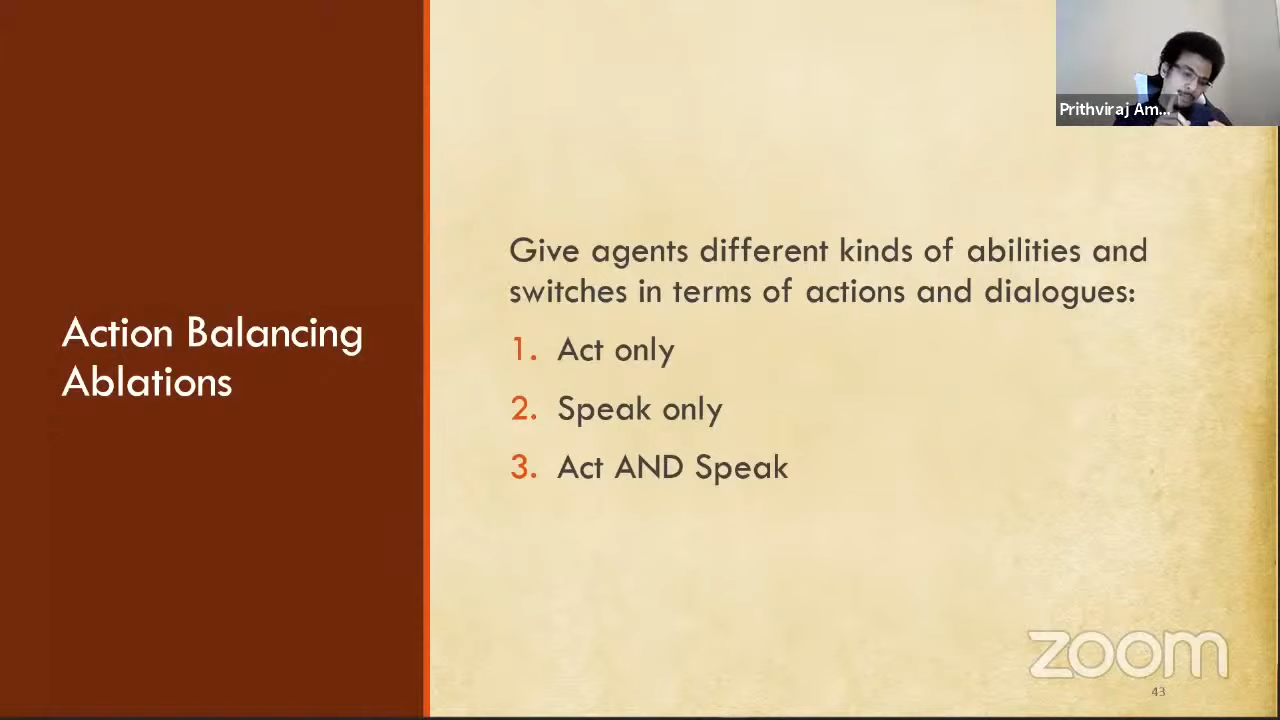 Prithviraj Am...
Give agents different kinds of abilities and
switches in terms of actions and dialogues:
Action Balancing
Ablations
1. Act only
2. Speak only
3. Act AND Speak
zoom
43